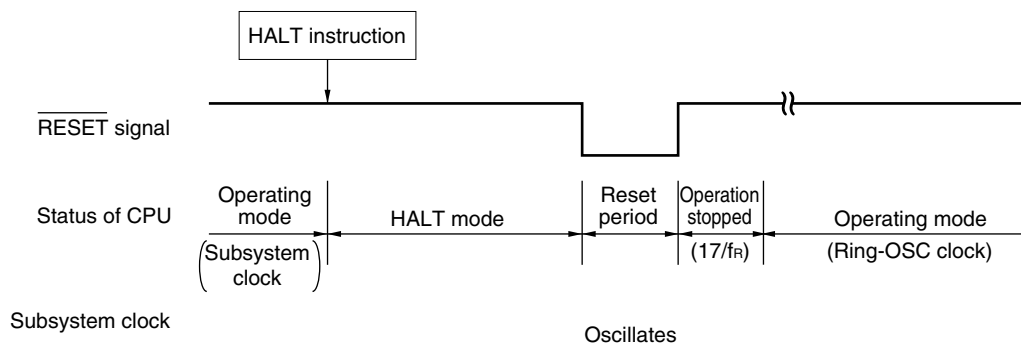 HALT instruction
RESET signal
Status of CPU
Operating
mode
(Subsystem
clock)
HALT mode
Reset
period
Operation
stopped
(17/fR)
Operating mode
(Ring-OSC clock)
Subsystem clock
Oscillates